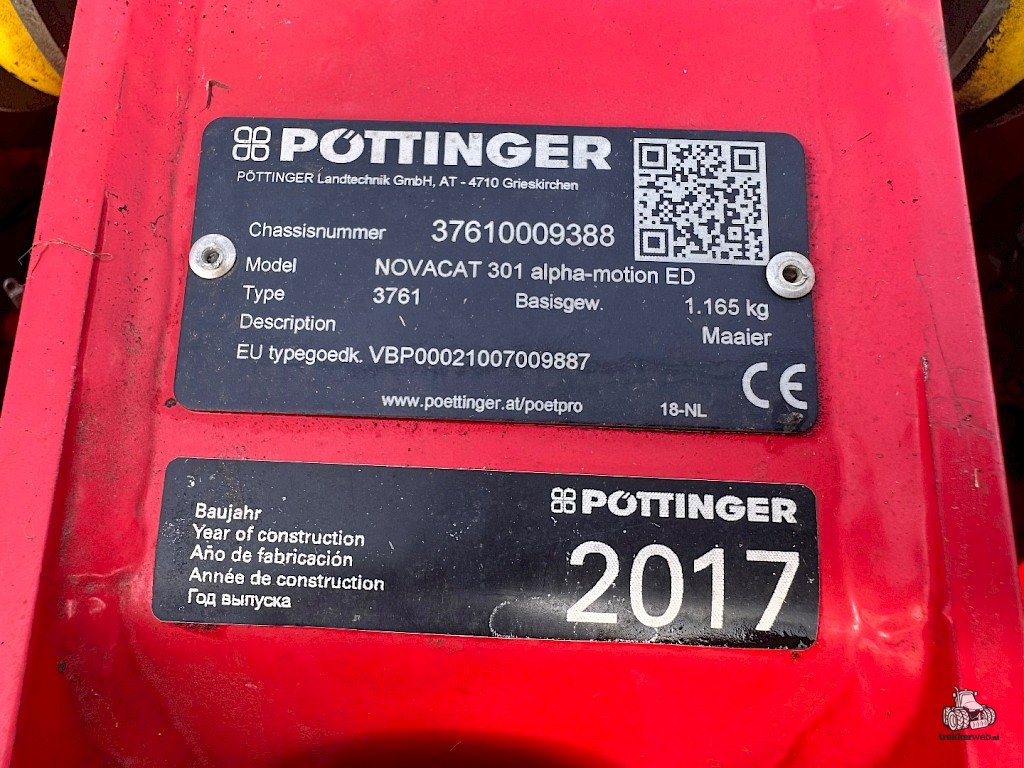 PÖTTINGER
PÖTTINGER Landtechnik GmbH, AT - 4710 Grieskirchen
Chassisnummer 37610009388
Model NOVACAT 301 alpha-motion ED
Type 3761 Basisgew. 1.165 kg
Description Maaier
EU typegoedk. VBP00021007009887
www.poettinger.at/poetpro 18-NL CE
PÖTTINGER
Baujahr
Year of construction
Año de fabricación
Année de construction
Год выпуска
2017
trekkerweb.nl